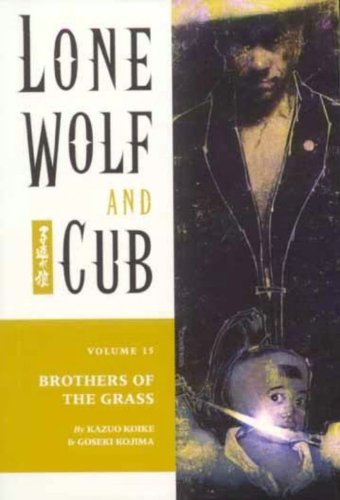 LONE
WOLF
AND
子連れ狼
CUB
VOLUME 15
BROTHERS OF
THE GRASS
By KAZUO KOIKE
& GOSEKI KOJIMA